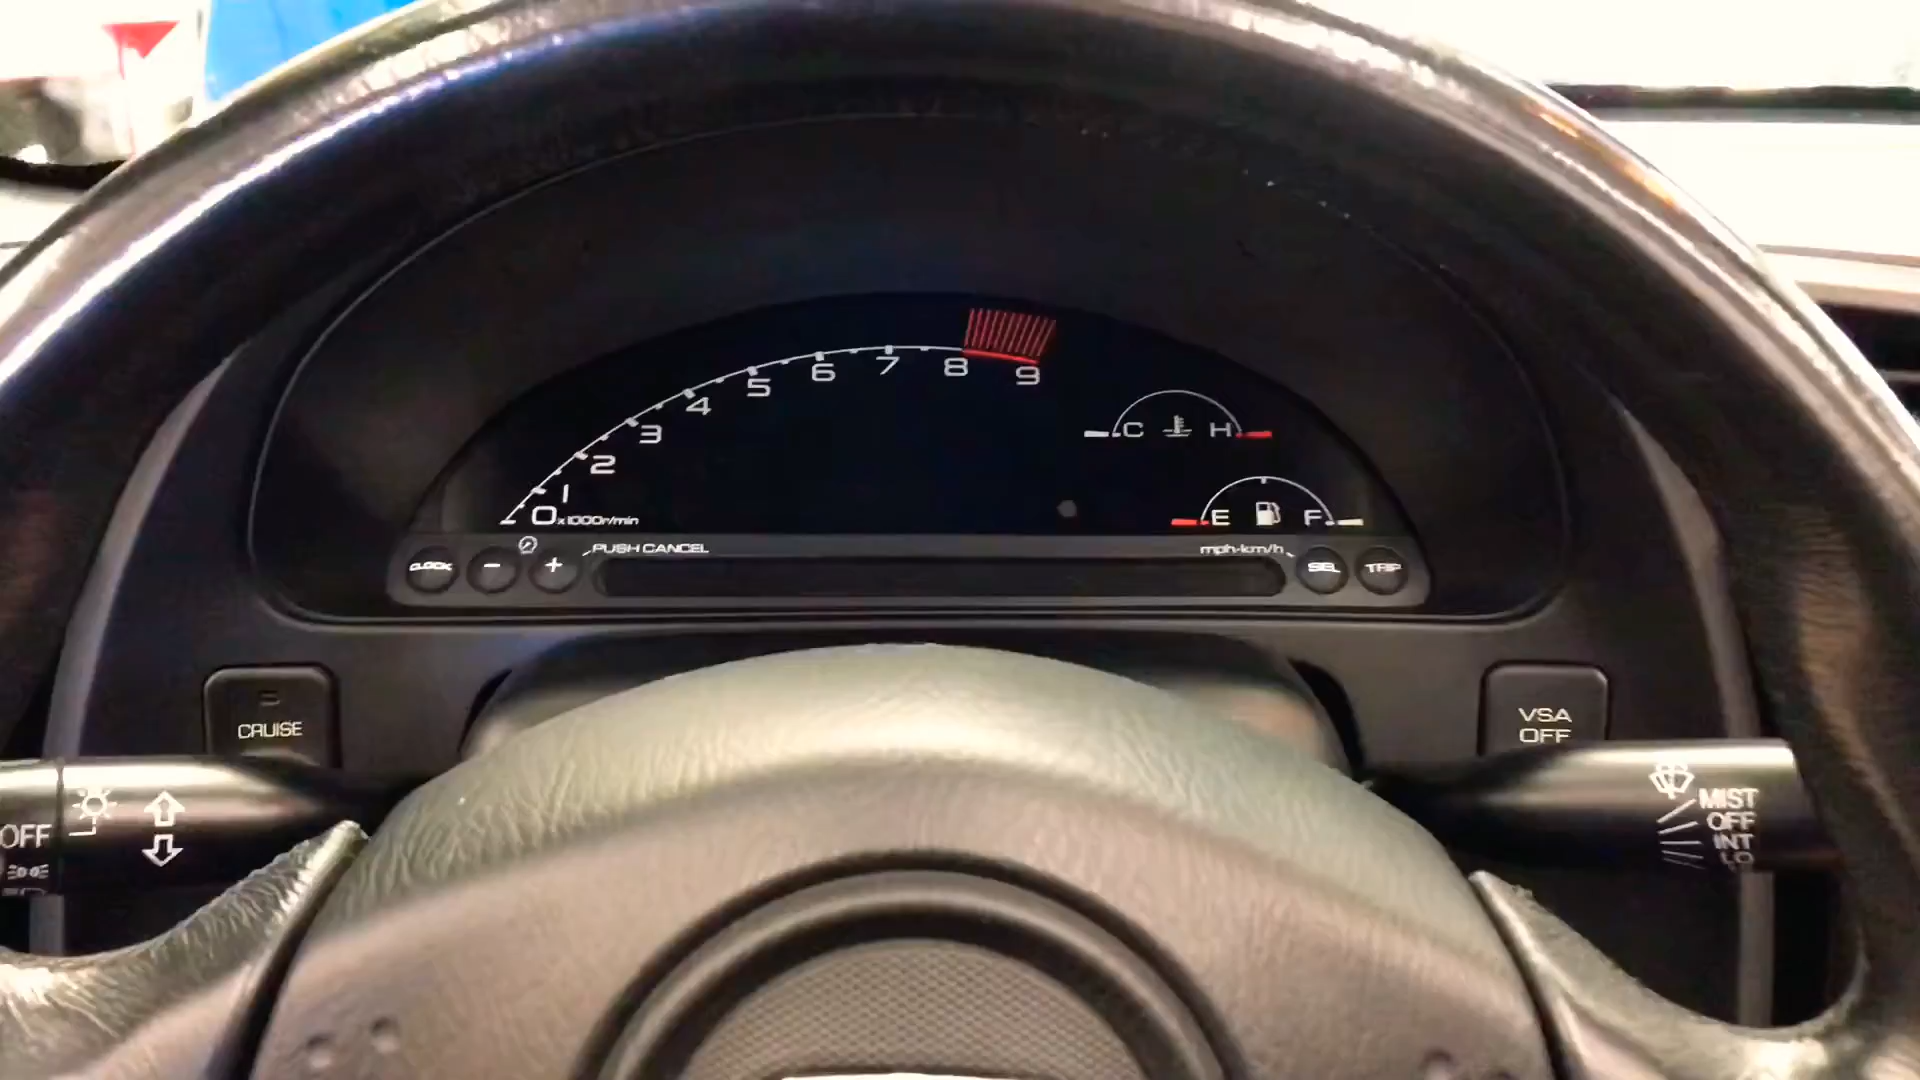 0 1 2 3 4 5 6 7 8 9
x1000r/min
C H
E F
CLOCK - + PUSH CANCEL mph·km/h SEL TRIP
CRUISE
VSA
OFF
OFF
MIST
OFF
INT
LO